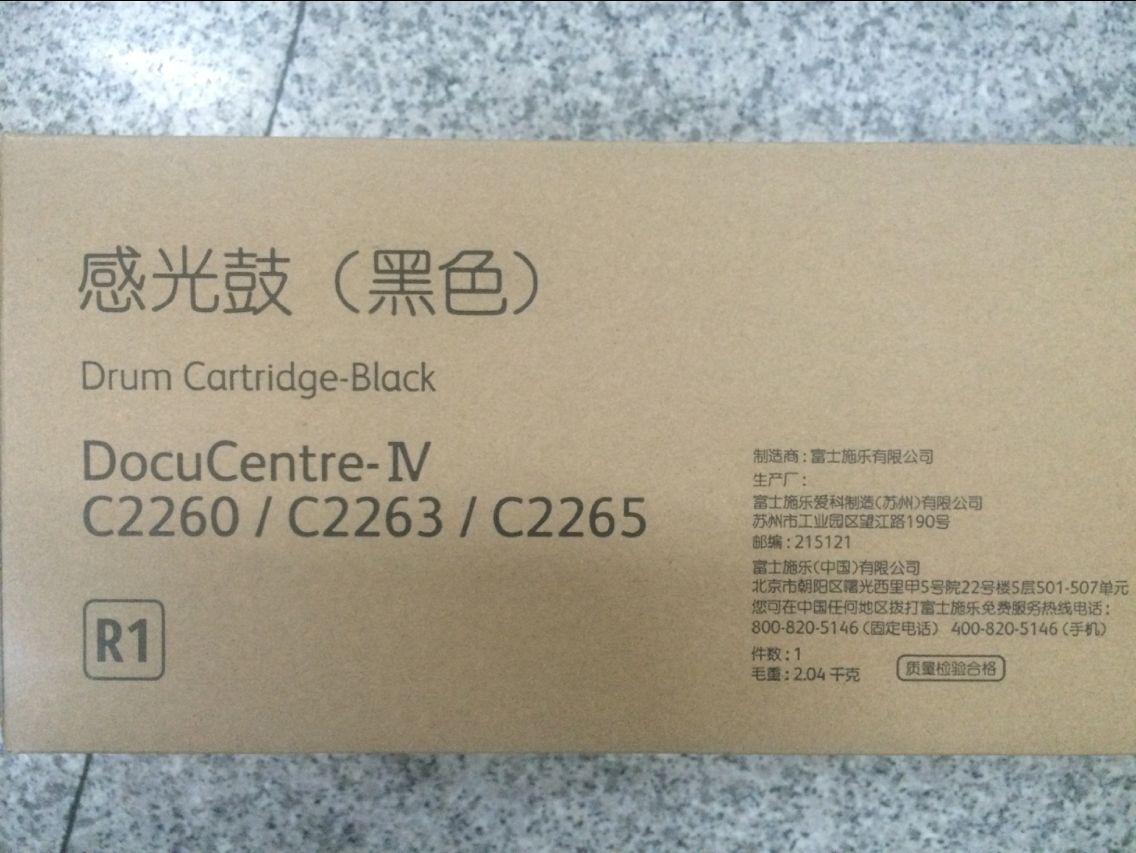 感光鼓（黑色）
Drum Cartridge-Black
DocuCentre-Ⅳ
C2260 / C2263 / C2265
R1
制造商：富士施乐有限公司
生产厂：
富士施乐爱科制造(苏州)有限公司
苏州市工业园区望江路190号
邮编：215121
富士施乐(中国)有限公司
北京市朝阳区曙光西里甲5号院22号楼5层501-507单元
您可在中国任何地区拨打富士施乐免费服务热线电话：
800-820-5146（固定电话） 400-820-5146（手机）
件数：1
毛重：2.04 千克
质量检验合格